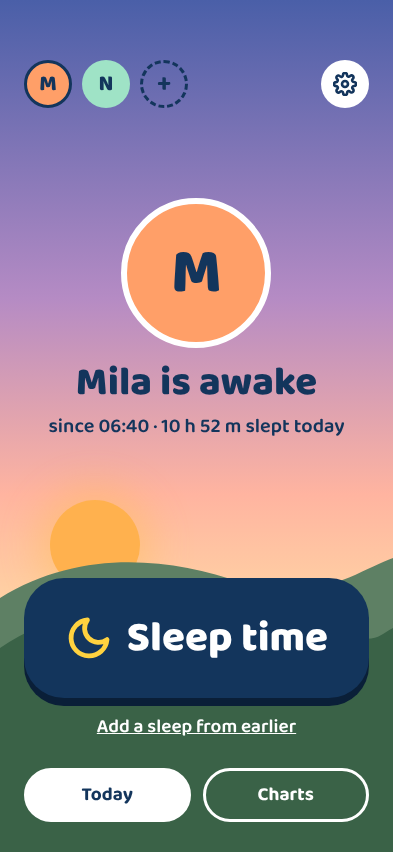 M N +
M
Mila is awake
since 06:40 · 10 h 52 m slept today
Sleep time
Add a sleep from earlier
Today Charts